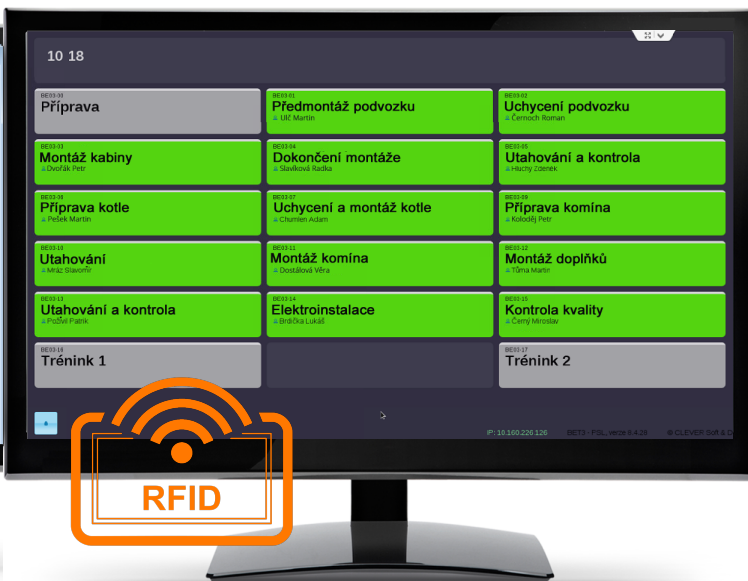 10 18
BE03-00
Příprava
BE03-01
Předmontáž podvozku
Ulč Martin
BE03-02
Uchycení podvozku
Černoch Roman
BE03-03
Montáž kabiny
Dvořák Petr
BE03-04
Dokončení montáže
Slavíková Radka
BE03-05
Utahování a kontrola
Hluchý Zdeněk
BE03-06
Příprava kotle
Pešek Martin
BE03-07
Uchycení a montáž kotle
Adam
BE03-09
Příprava komína
Koloděj Petr
BE03-10
Utahování
Mráz Slavomír
BE03-11
Montáž komína
Dostálová Věra
BE03-12
Montáž doplňků
Tůma Martin
BE03-13
Utahování a kontrola
Poživil Patrik
BE03-14
Elektroinstalace
Brdička Lukáš
BE03-15
Kontrola kvality
Černý Miroslav
BE03-16
Trénink 1
BE03-17
Trénink 2
IP: 10.160.226.126 BET3 - PSL, verze 6.4.28 © CLEVER Soft &
RFID